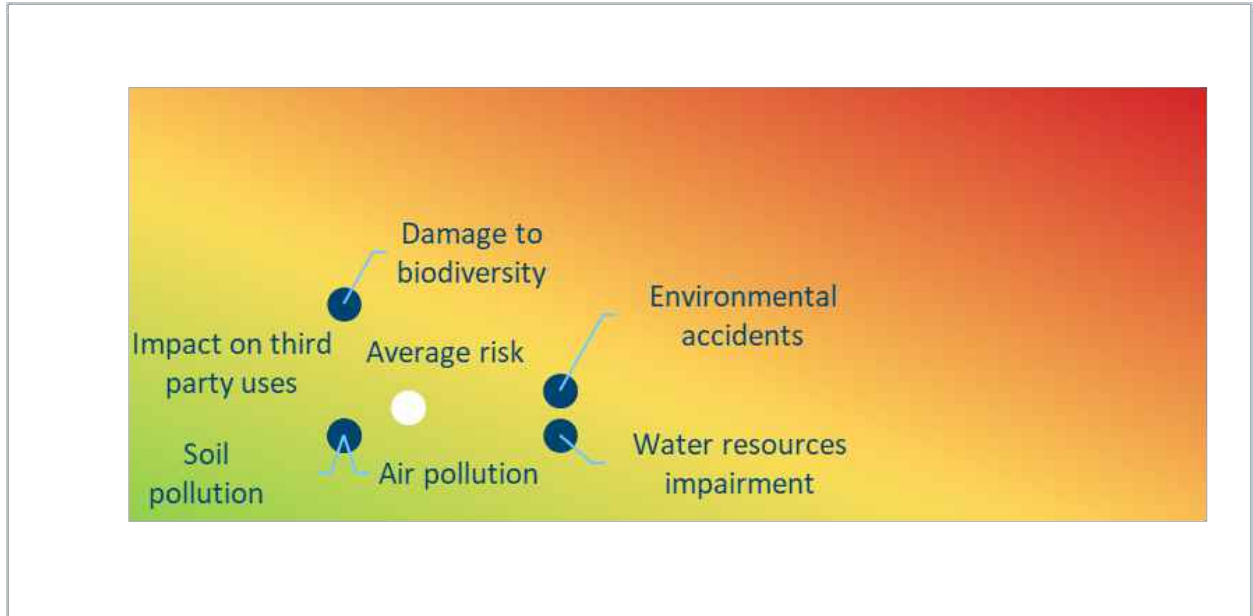 Damage to
biodiversity
Environmental
accidents
Impact on third
party uses
Average risk
Soil
pollution
Air pollution
Water resources
impairment